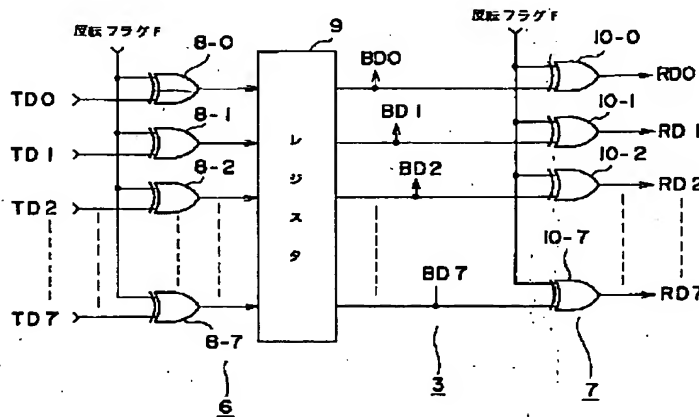 反転フラグF
8-0
9
反転フラグF
10-0
BD0
TD0
RD0
8-1
10-1
BD1
TD1
RD1
8-2
レジスタ
10-2
BD2
TD2
RD2
10-7
BD7
TD7
RD7
8-7
6
3
7